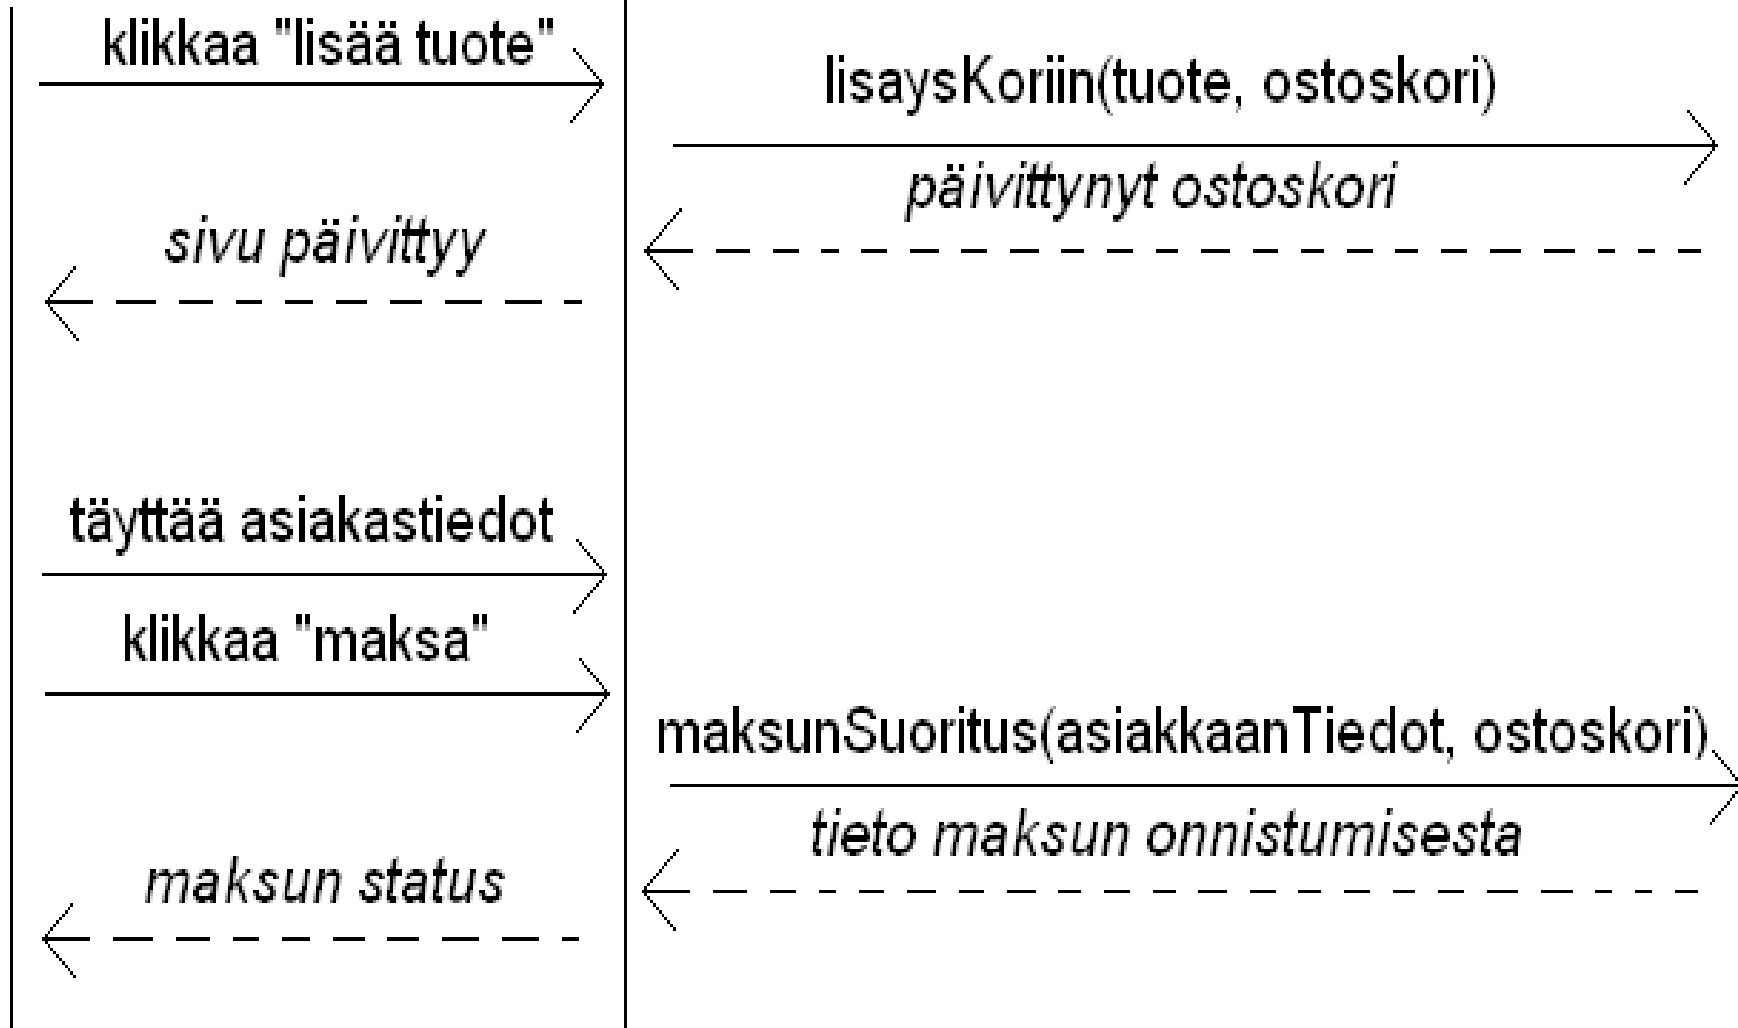 klikkaa "lisää tuote"
lisaysKoriin(tuote, ostoskori)
päivittynyt ostoskori
sivu päivittyy
täyttää asiakastiedot
klikkaa "maksa"
maksunSuoritus(asiakkaanTiedot, ostoskori)
tieto maksun onnistumisesta
maksun status